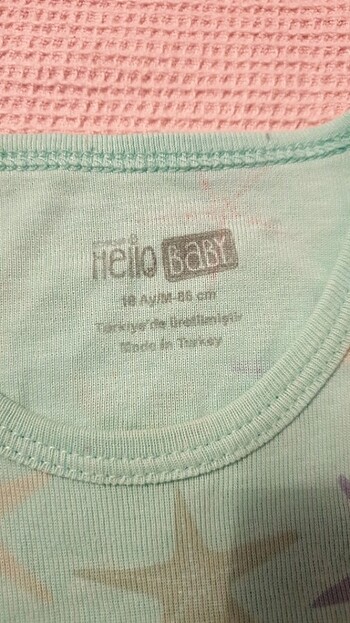 Hello BABY
18 Ay/M-86 cm
Türkiye'de üretilmiştir
Made in Turkey